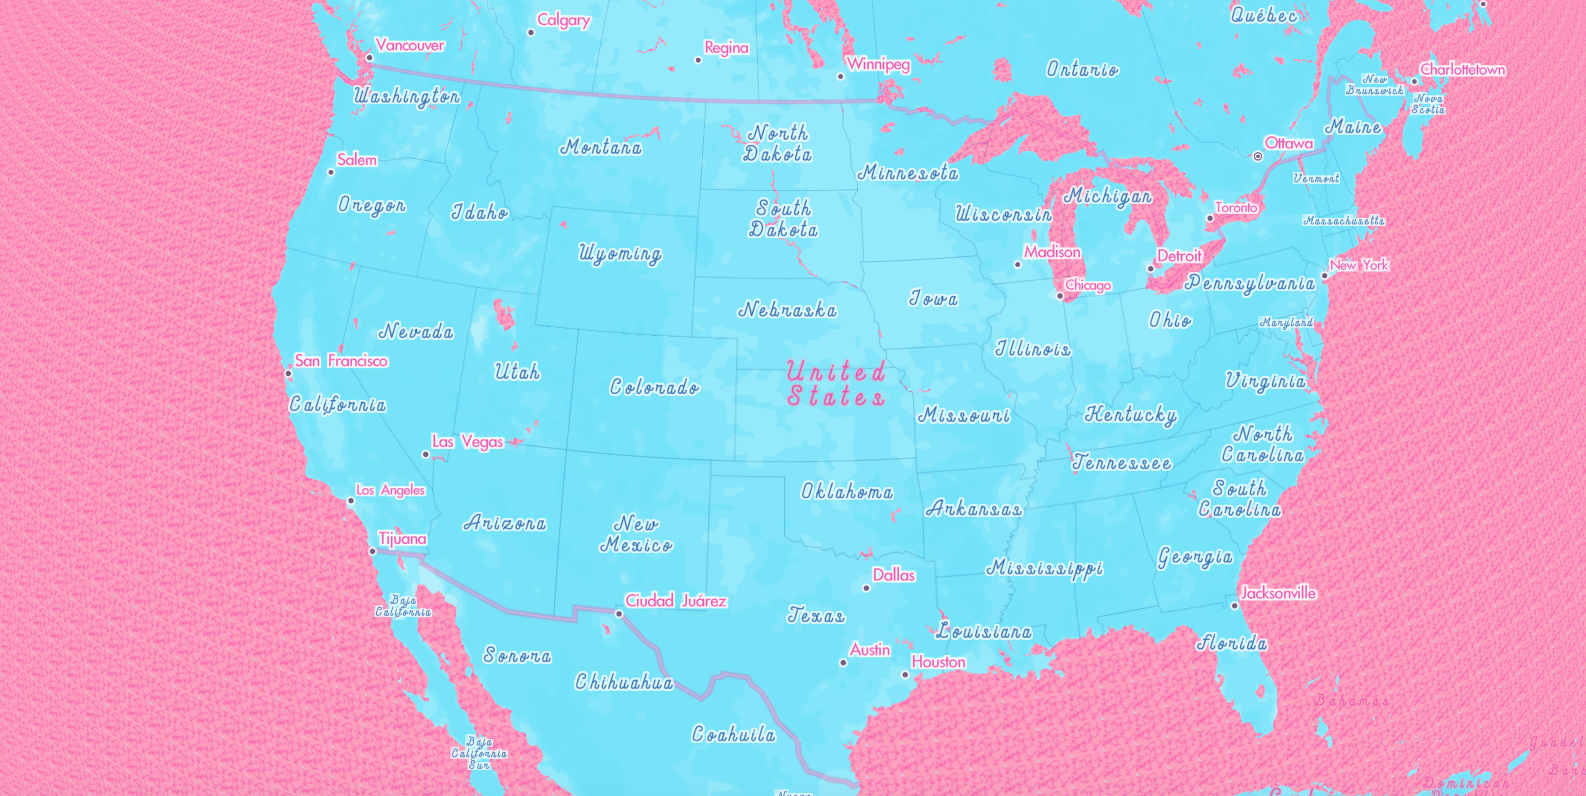 Calgary
Québec
Vancouver
Regina
Winnipeg
Ontario
Charlottetown
New
Brunswick
Nova
Scotia
Washington
Maine
North
Dakota
Montana
Ottawa
Salem
Minnesota
Vermont
Michigan
Oregon
Idaho
South
Dakota
Wisconsin
Toronto
Massachusetts
Wyoming
Madison
Detroit
New York
Chicago
Pennsylvania
Nebraska
Iowa
Ohio
Maryland
Nevada
Illinois
San Francisco
Utah
Colorado
United
States
Virginia
California
Missouri
Kentucky
Las Vegas
North
Carolina
Tennessee
Los Angeles
Oklahoma
South
Carolina
Arizona
New
Mexico
Arkansas
Tijuana
Georgia
Mississippi
Dallas
Baja
California
Ciudad Juárez
Jacksonville
Texas
Louisiana
Florida
Sonora
Austin
Houston
Chihuahua
Bahamas
Coahuila
Baja
California
Sur
Dominican